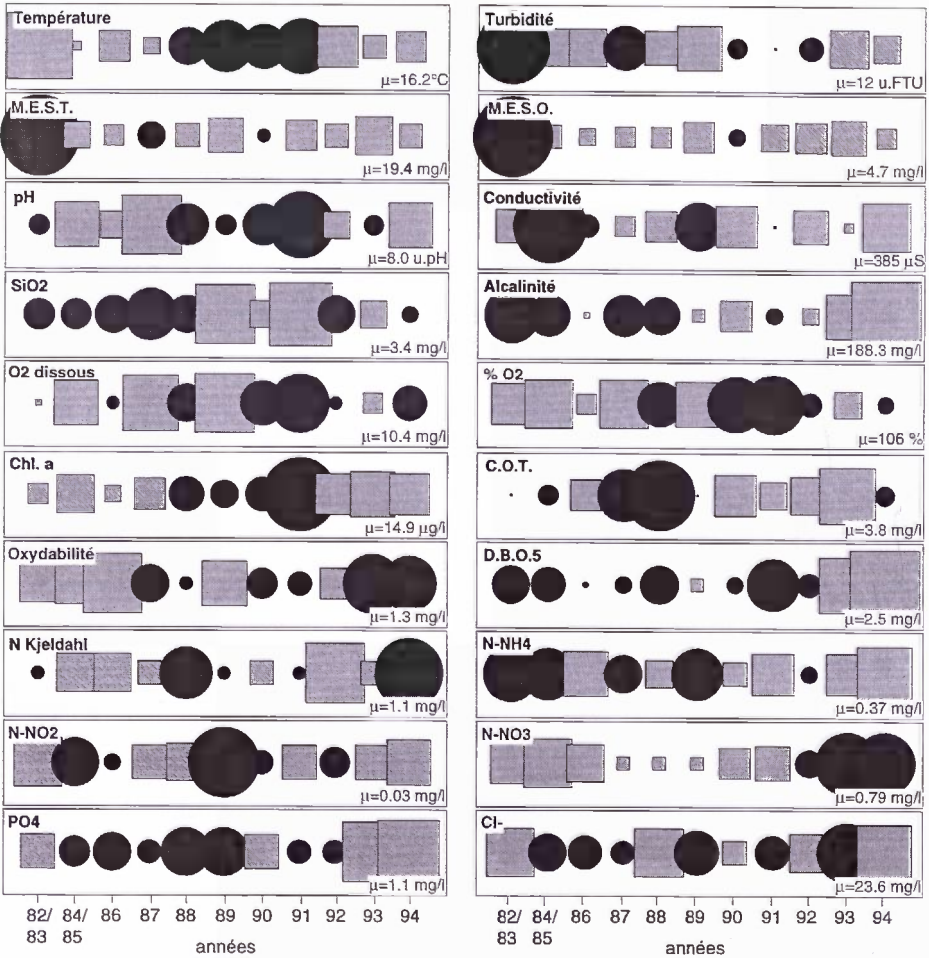 Température
µ=16.2°C
M.E.S.T.
µ=19.4 mg/l
pH
µ=8.0 u.pH
SiO2
µ=3.4 mg/l
O2 dissous
µ=10.4 mg/l
Chl. a
µ=14.9 µg/l
Oxydabilité
µ=1.3 mg/l
N Kjeldahl
µ=1.1 mg/l
N-NO2
µ=0.03 mg/l
PO4
µ=1.1 mg/l
82/ 84/ 86 87 88 89 90 91 92 93 94
83 85
années
Turbidité
µ=12 u.FTU
M.E.S.O.
µ=4.7 mg/l
Conductivité
µ=385 µS
Alcalinité
µ=188.3 mg/l
% O2
µ=106 %
C.O.T.
µ=3.8 mg/l
D.B.O.5
µ=2.5 mg/l
N-NH4
µ=0.37 mg/l
N-NO3
µ=0.79 mg/l
Cl-
µ=23.6 mg/l
82/ 84/ 86 87 88 89 90 91 92 93 94
83 85
années